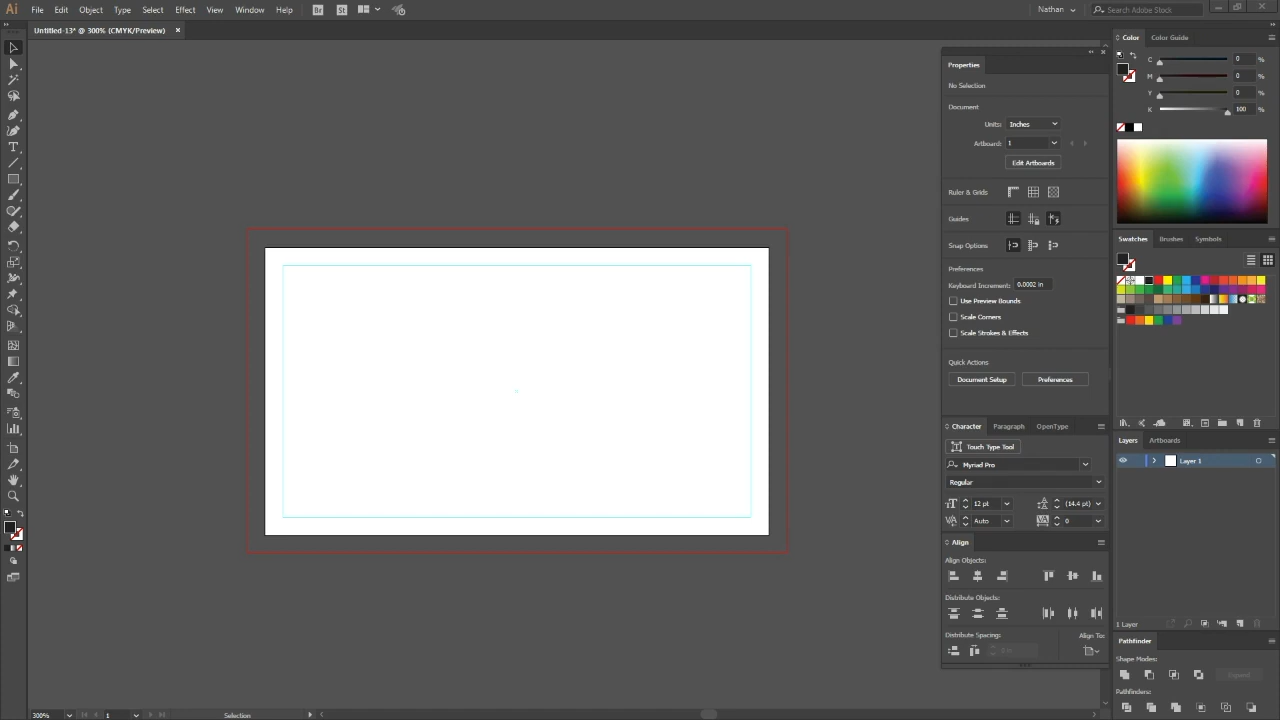 Ai File Edit Object Type Select Effect View Window Help Br St Nathan Search Adobe Stock
Untitled-13* @ 300% (CMYK/Preview) ×
Properties
No Selection
Document
Units: Inches
Artboard: 1
Edit Artboards
Ruler & Grids
Guides
Snap Options
Preferences
Keyboard Increment: 0.0002 in
Use Preview Bounds
Scale Corners
Scale Strokes & Effects
Quick Actions
Document Setup Preferences
Character Paragraph OpenType
Touch Type Tool
Myriad Pro
Regular
12 pt (14.4 pt)
Auto 0
Align
Align Objects:
Distribute Objects:
Distribute Spacing: Align To:
0 in
Color Color Guide
C 0 %
M 0 %
Y 0 %
K 100 %
Swatches Brushes Symbols
Layers Artboards
Layer 1
1 Layer
Pathfinder
Shape Modes:
Expand
Pathfinders:
300% 1 Selection